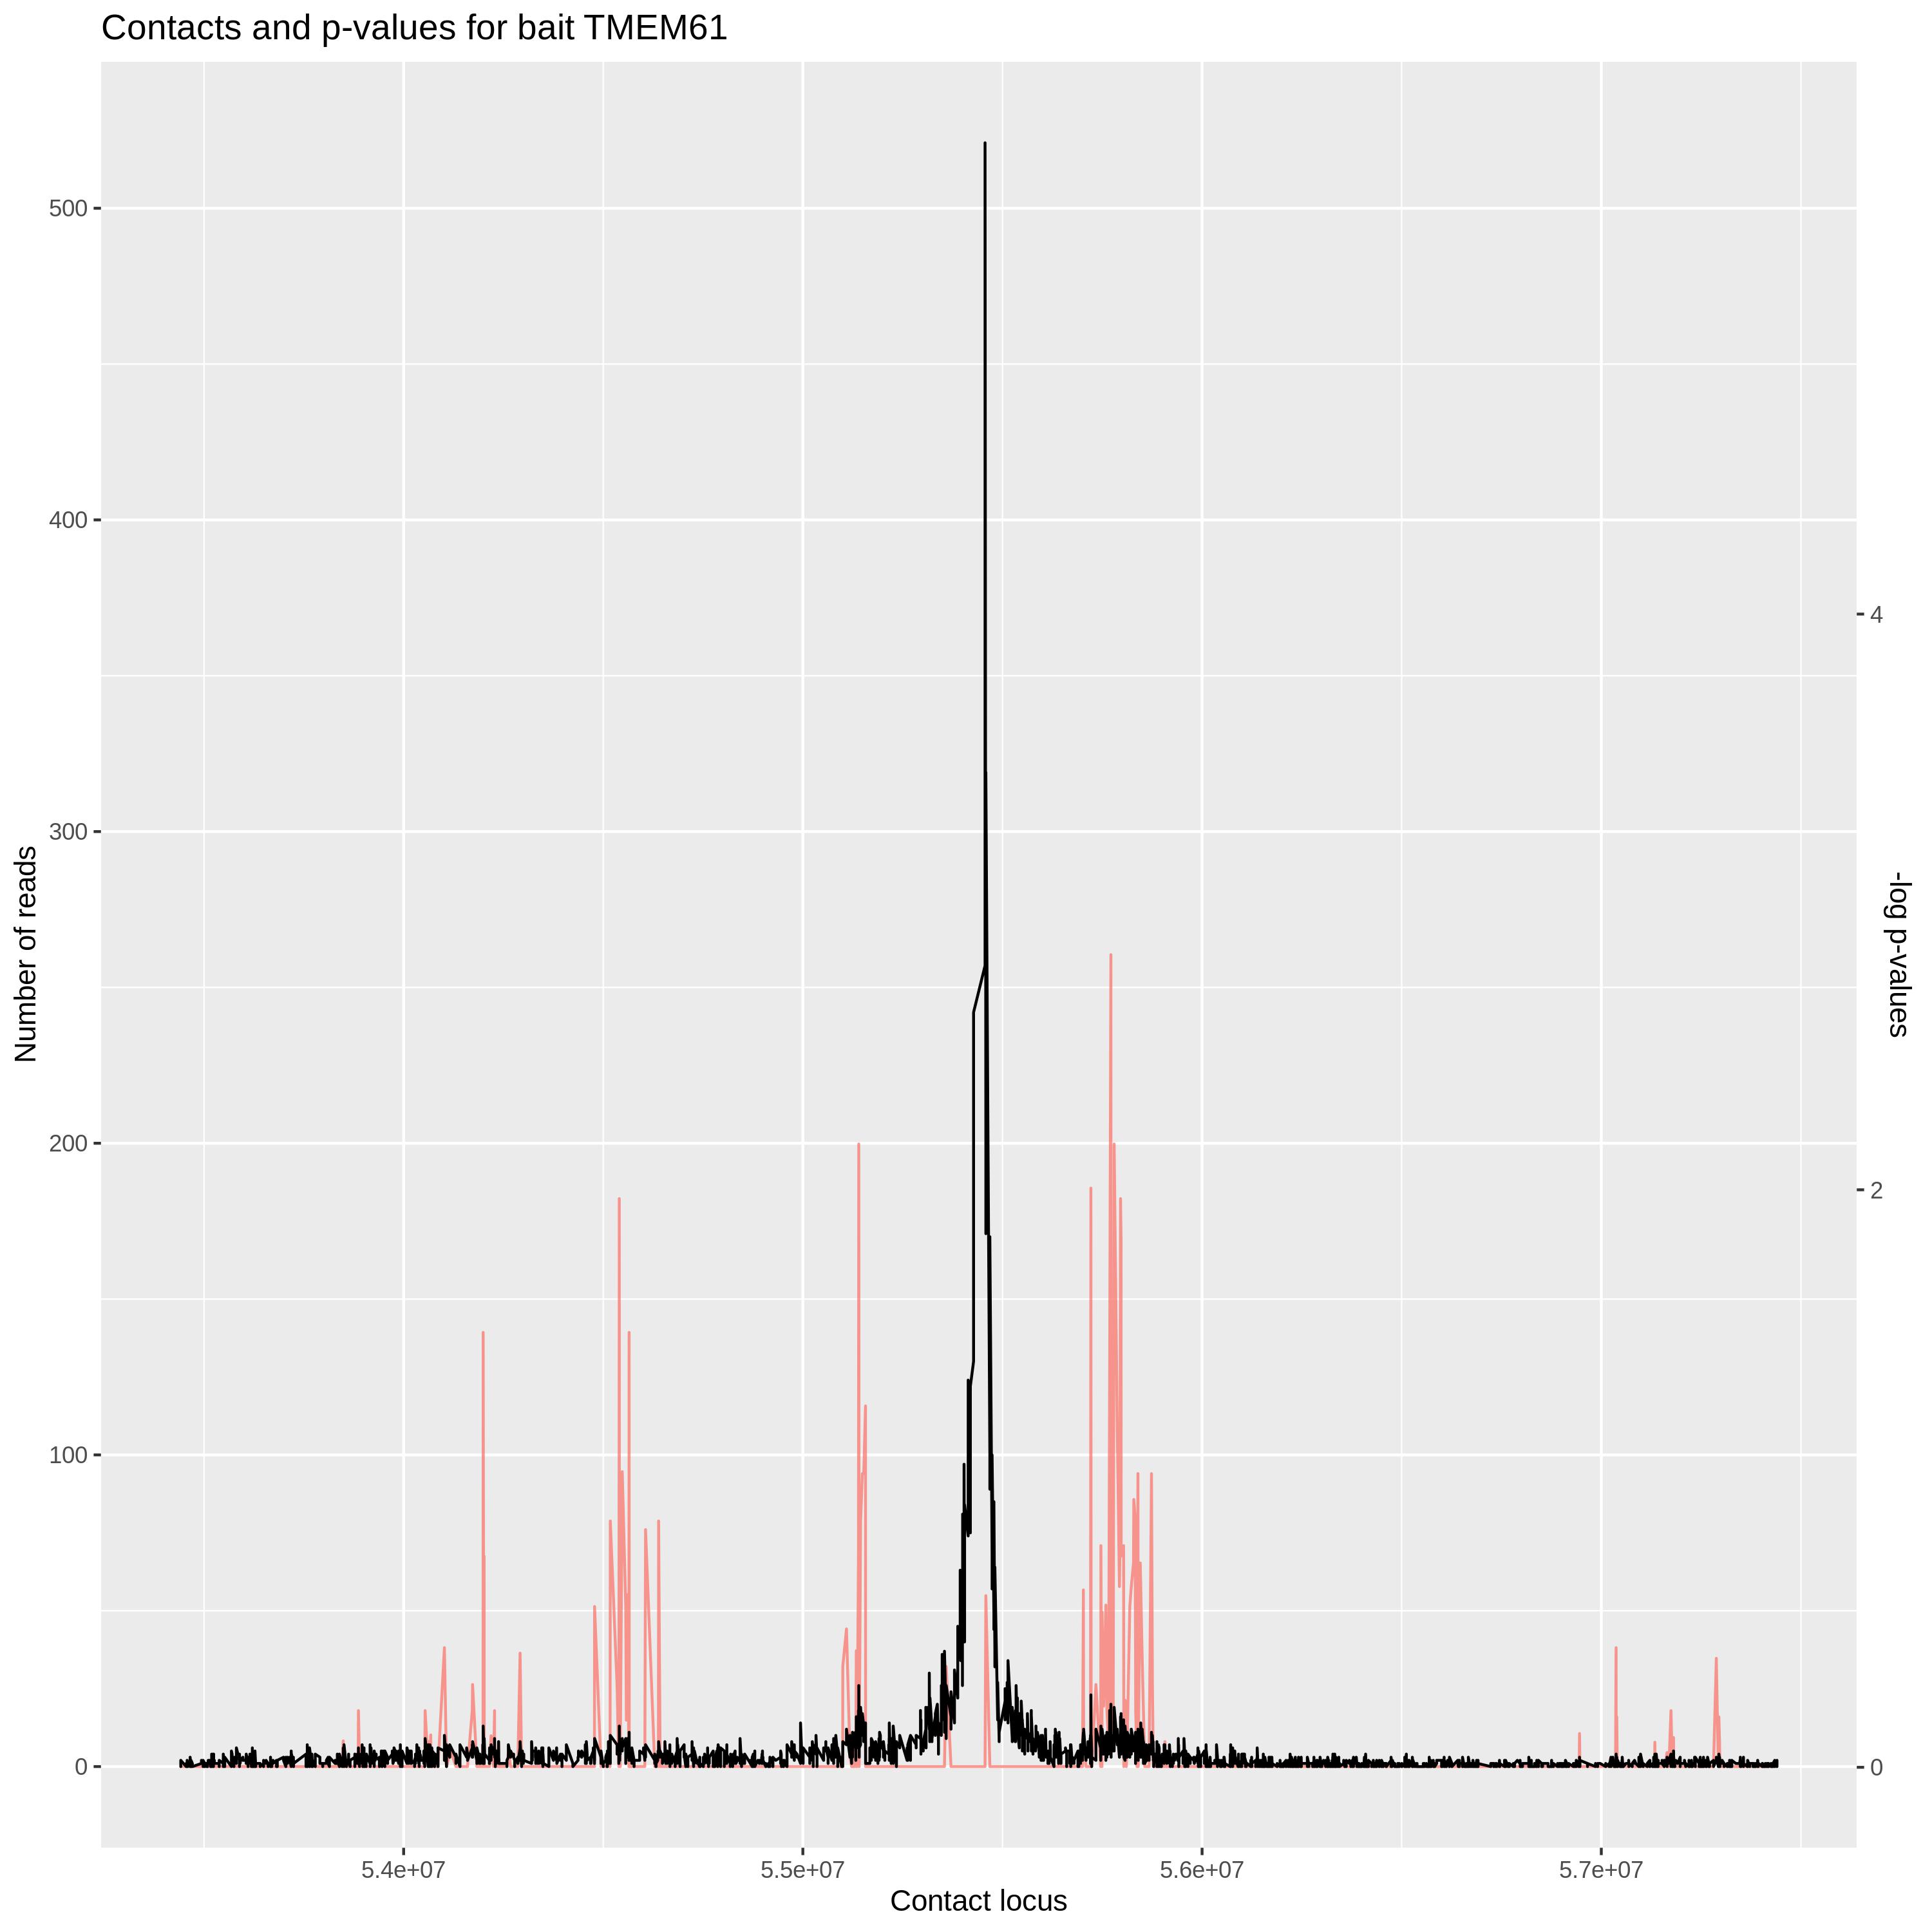 Contacts and p-values for bait TMEM61
500
400
300
200
100
0
Number of reads
4
2
0
-log p-values
5.4e+07
5.5e+07
5.6e+07
5.7e+07
Contact locus